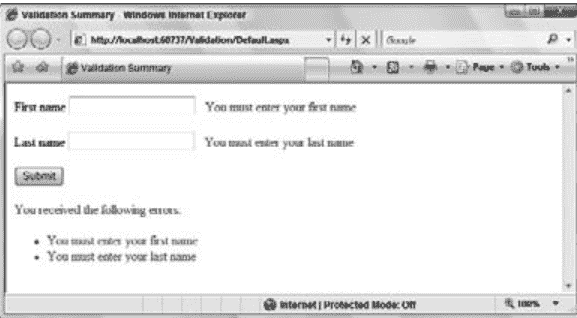 Validation Summary - Windows Internet Explorer
http://localhost:60737/Validation/Default.aspx
Google
Validation Summary
Page
Tools
First name
You must enter your first name
Last name
You must enter your last name
Submit
You received the following errors.
You must enter your first name
You must enter your last name
Internet | Protected Mode: Off
100%